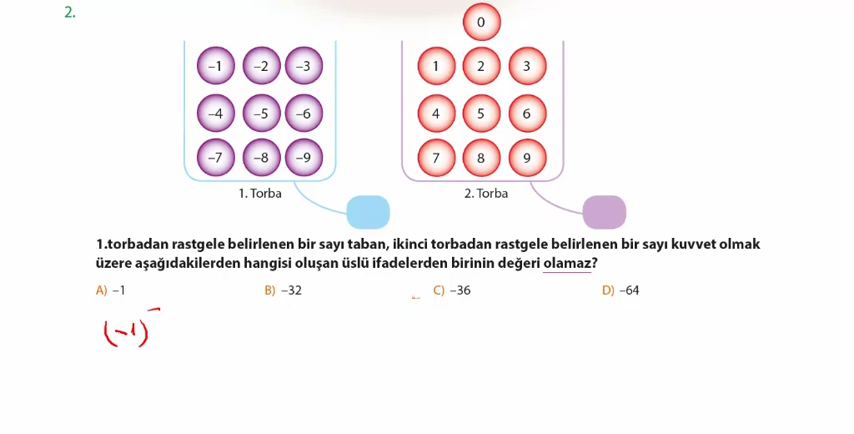 2.
0
–1 –2 –3 1 2 3
–4 –5 –6 4 5 6
–7 –8 –9 7 8 9
1. Torba 2. Torba
1.torbadan rastgele belirlenen bir sayı taban, ikinci torbadan rastgele belirlenen bir sayı kuvvet olmak
üzere aşağıdakilerden hangisi oluşan üslü ifadelerden birinin değeri olamaz?
A) –1 B) –32 C) –36 D) –64
(-1)